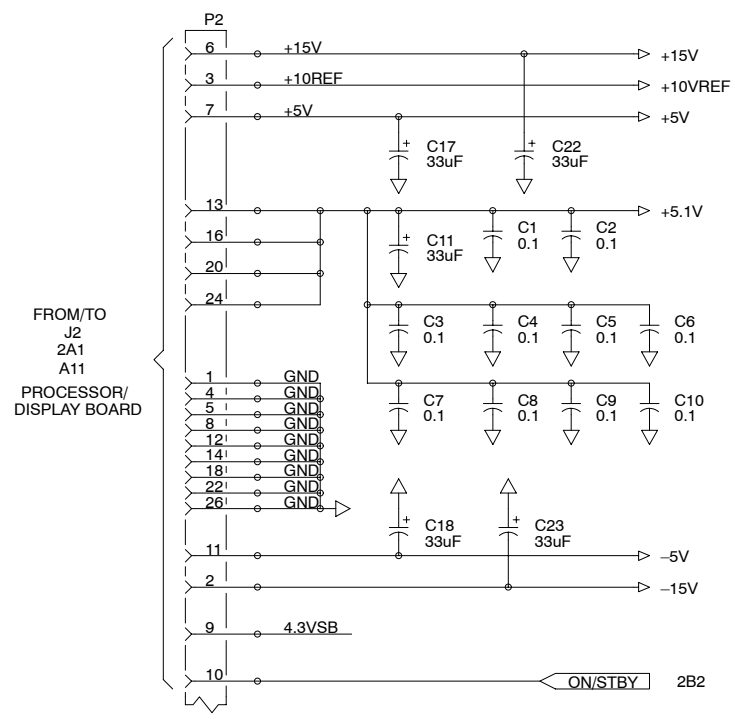 P2
6 +15V +15V
3 +10REF +10VREF
7 +5V +5V
+ C17 33uF
+ C22 33uF
13 +5.1V
16
20
24
+ C11 33uF
C1 0.1
C2 0.1
C3 0.1
C4 0.1
C5 0.1
C6 0.1
FROM/TO
J2
2A1
A11
PROCESSOR/
DISPLAY BOARD
1 GND
4 GND
5 GND
8 GND
12 GND
14 GND
18 GND
22 GND
26 GND
C7 0.1
C8 0.1
C9 0.1
C10 0.1
+ C18 33uF
+ C23 33uF
11 –5V
2 –15V
9 4.3VSB
10 ON/STBY 2B2